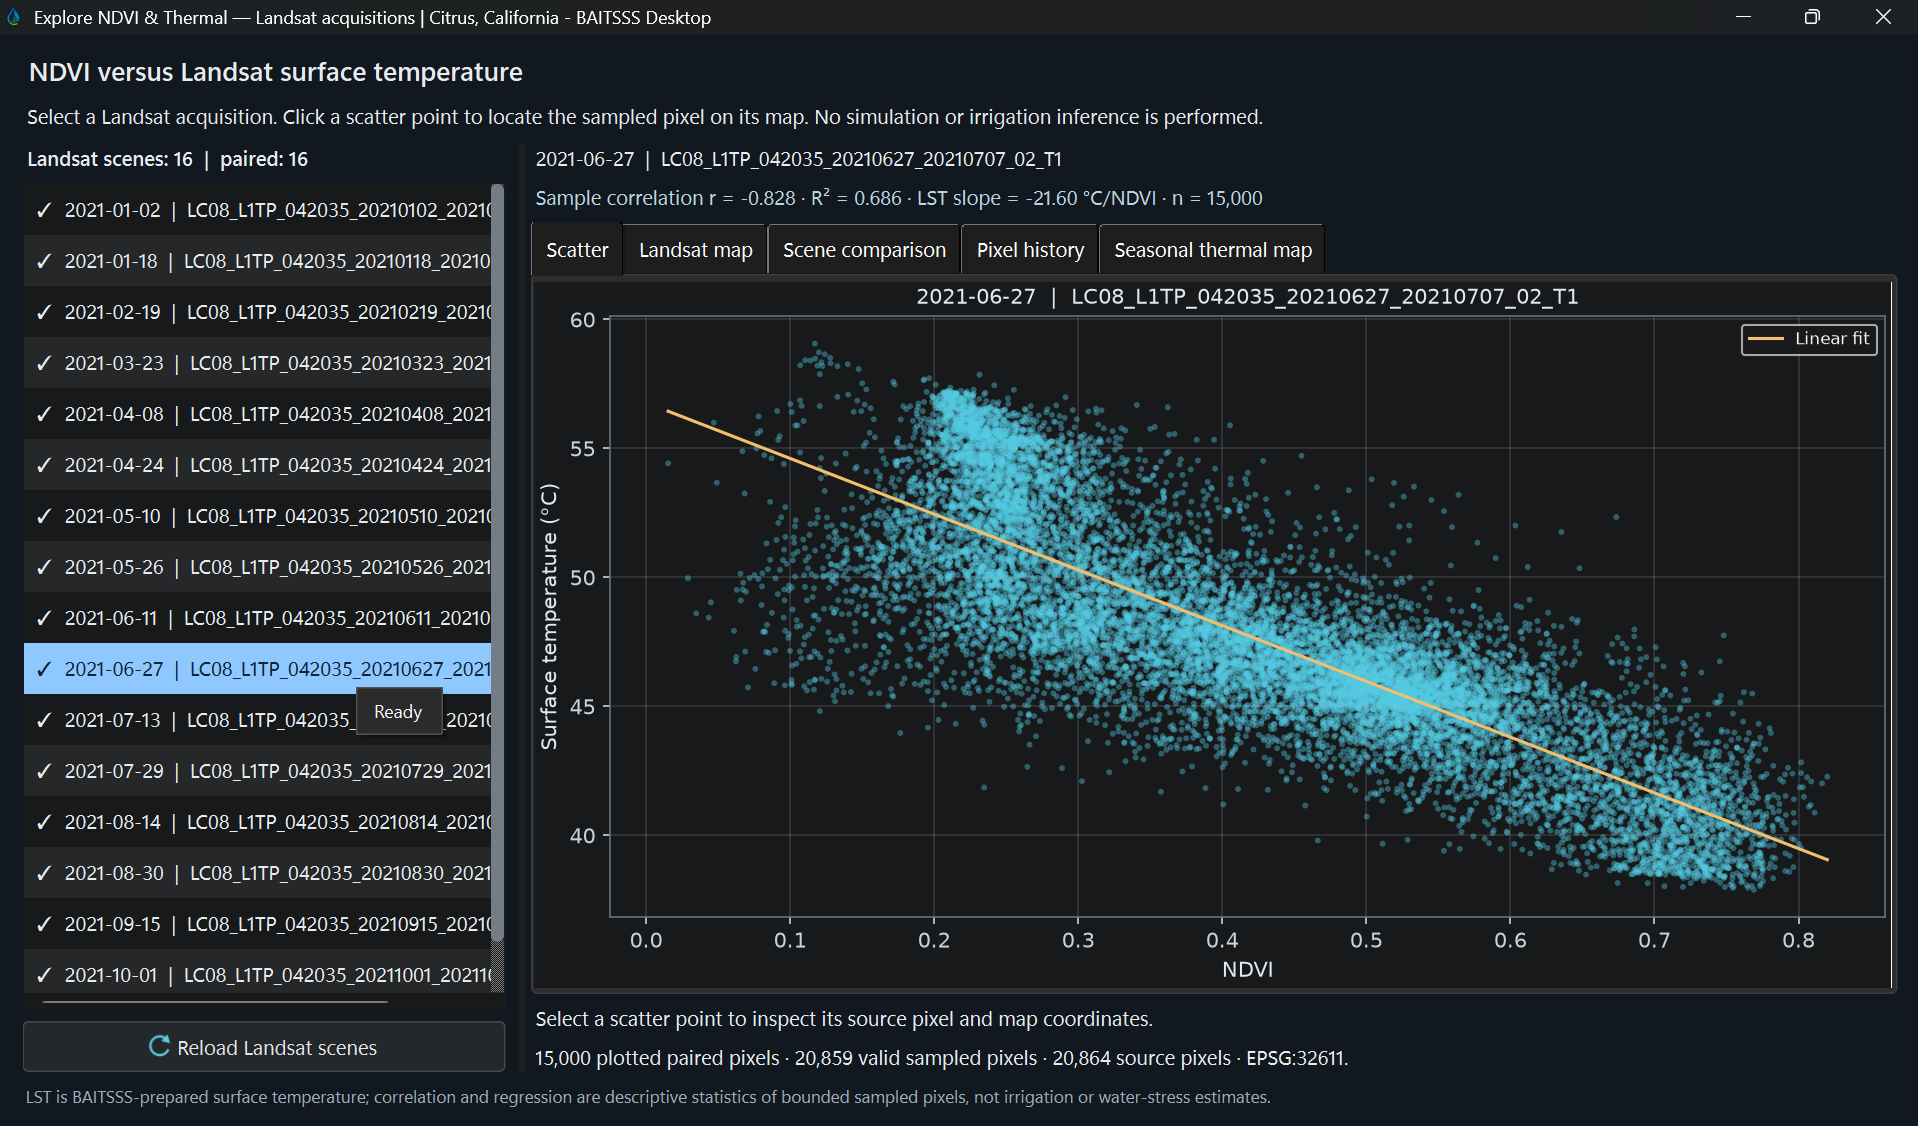 Explore NDVI & Thermal — Landsat acquisitions | Citrus, California - BAITSSS Desktop
NDVI versus Landsat surface temperature
Select a Landsat acquisition. Click a scatter point to locate the sampled pixel on its map. No simulation or irrigation inference is performed.
Landsat scenes: 16 | paired: 16
✓ 2021-01-02 | LC08_L1TP_042035_20210102_2021
✓ 2021-01-18 | LC08_L1TP_042035_20210118_20210
✓ 2021-02-19 | LC08_L1TP_042035_20210219_2021
✓ 2021-03-23 | LC08_L1TP_042035_20210323_2021
✓ 2021-04-08 | LC08_L1TP_042035_20210408_2021
✓ 2021-04-24 | LC08_L1TP_042035_20210424_2021
✓ 2021-05-10 | LC08_L1TP_042035_20210510_2021
✓ 2021-05-26 | LC08_L1TP_042035_20210526_2021
✓ 2021-06-11 | LC08_L1TP_042035_20210611_20210
✓ 2021-06-27 | LC08_L1TP_042035_20210627_2021
Ready
✓ 2021-07-13 | LC08_L1TP_042035_ 2021
✓ 2021-07-29 | LC08_L1TP_042035_20210729_2021
✓ 2021-08-14 | LC08_L1TP_042035_20210814_2021
✓ 2021-08-30 | LC08_L1TP_042035_20210830_2021
✓ 2021-09-15 | LC08_L1TP_042035_20210915_2021
✓ 2021-10-01 | LC08_L1TP_042035_20211001_20211
Reload Landsat scenes
2021-06-27 | LC08_L1TP_042035_20210627_20210707_02_T1
Sample correlation r = -0.828 · R² = 0.686 · LST slope = -21.60 °C/NDVI · n = 15,000
Scatter Landsat map Scene comparison Pixel history Seasonal thermal map
2021-06-27 | LC08_L1TP_042035_20210627_20210707_02_T1
Linear fit
60
55
50
45
40
Surface temperature (°C)
0.0 0.1 0.2 0.3 0.4 0.5 0.6 0.7 0.8
NDVI
Select a scatter point to inspect its source pixel and map coordinates.
15,000 plotted paired pixels · 20,859 valid sampled pixels · 20,864 source pixels · EPSG:32611.
LST is BAITSSS-prepared surface temperature; correlation and regression are descriptive statistics of bounded sampled pixels, not irrigation or water-stress estimates.